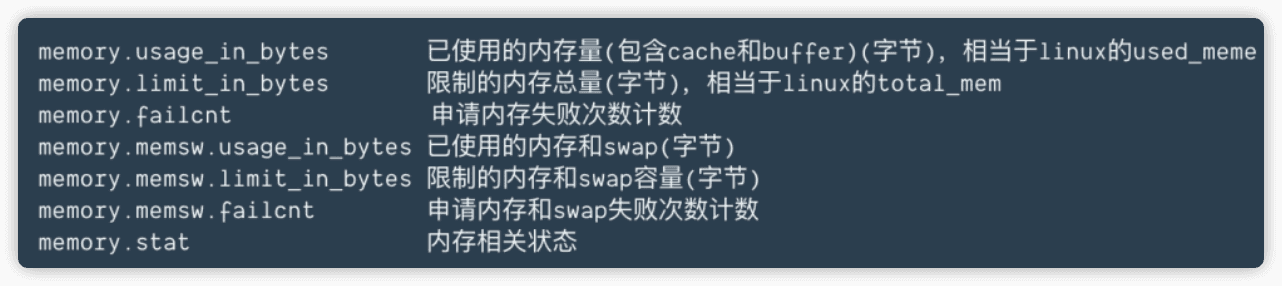 memory.usage_in_bytes 已使用的内存量(包含cache和buffer)(字节)，相当于linux的used_meme
memory.limit_in_bytes 限制的内存总量(字节)，相当于linux的total_mem
memory.failcnt 申请内存失败次数计数
memory.memsw.usage_in_bytes 已使用的内存和swap(字节)
memory.memsw.limit_in_bytes 限制的内存和swap容量(字节)
memory.memsw.failcnt 申请内存和swap失败次数计数
memory.stat 内存相关状态